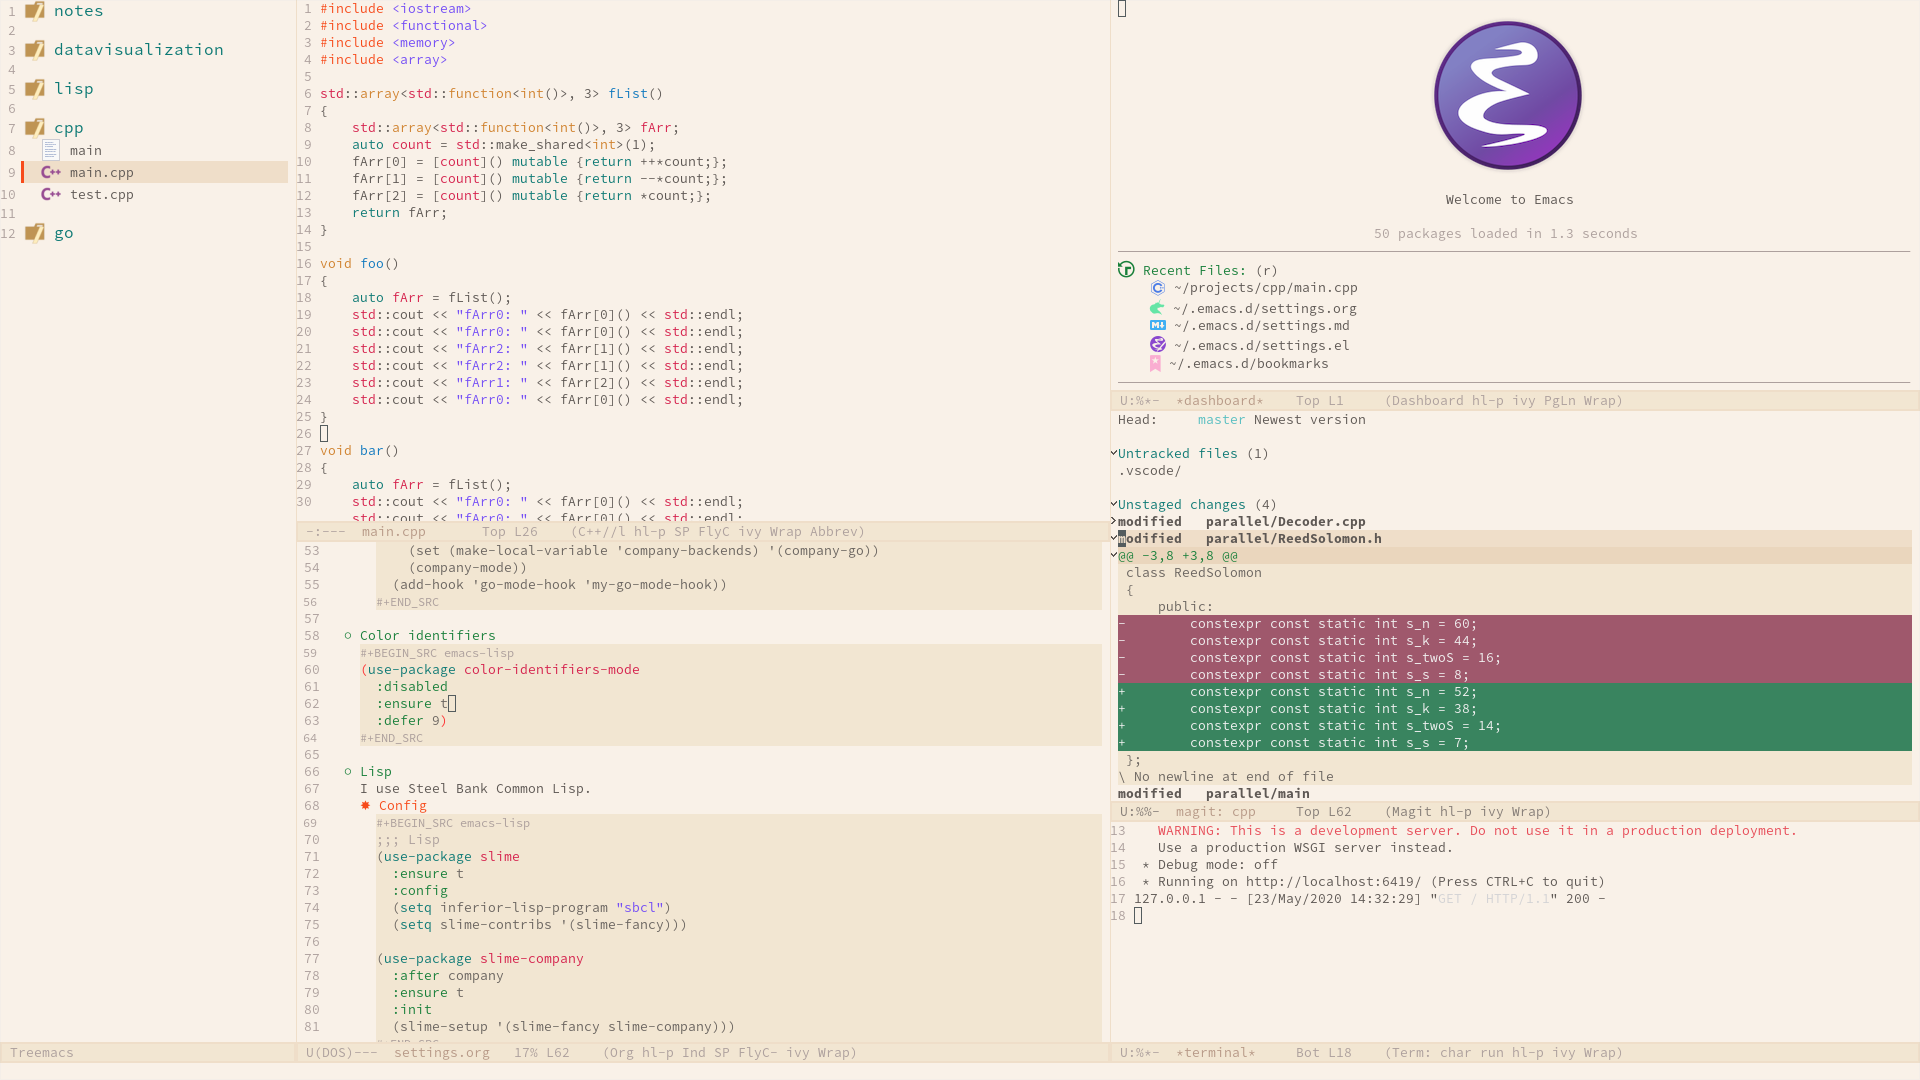 1 notes
2
3 datavisualization
4
5 lisp
6
7 cpp
8 main
9 C++ main.cpp
10 C++ test.cpp
11
12 go
Treemacs
1 #include <iostream>
2 #include <functional>
3 #include <memory>
4 #include <array>
5
6 std::array<std::function<int()>, 3> fList()
7 {
8     std::array<std::function<int()>, 3> fArr;
9     auto count = std::make_shared<int>(1);
10     fArr[0] = [count]() mutable {return ++*count;};
11     fArr[1] = [count]() mutable {return --*count;};
12     fArr[2] = [count]() mutable {return *count;};
13     return fArr;
14 }
15
16 void foo()
17 {
18     auto fArr = fList();
19     std::cout << "fArr0: " << fArr[0]() << std::endl;
20     std::cout << "fArr0: " << fArr[0]() << std::endl;
21     std::cout << "fArr2: " << fArr[1]() << std::endl;
22     std::cout << "fArr2: " << fArr[1]() << std::endl;
23     std::cout << "fArr1: " << fArr[2]() << std::endl;
24     std::cout << "fArr0: " << fArr[0]() << std::endl;
25 }
26
27 void bar()
28 {
29     auto fArr = fList();
30     std::cout << "fArr0: " << fArr[0]() << std::endl;
std::cout << "fArr0: " << fArr[0]() << std::endl;
-:---  main.cpp       Top L26    (C++//l hl-p SP FlyC ivy Wrap Abbrev)
53 (set (make-local-variable 'company-backends) '(company-go))
54 (company-mode))
55 (add-hook 'go-mode-hook 'my-go-mode-hook))
56 #+END_SRC
57
58 ○ Color identifiers
59 #+BEGIN_SRC emacs-lisp
60 (use-package color-identifiers-mode
61   :disabled
62   :ensure t
63   :defer 9)
64 #+END_SRC
65
66 ○ Lisp
67 I use Steel Bank Common Lisp.
68 ✸ Config
69 #+BEGIN_SRC emacs-lisp
70 ;;; Lisp
71 (use-package slime
72   :ensure t
73   :config
74   (setq inferior-lisp-program "sbcl")
75   (setq slime-contribs '(slime-fancy)))
76
77 (use-package slime-company
78   :after company
79   :ensure t
80   :init
81   (slime-setup '(slime-fancy slime-company)))
#+END_SRC
U(DOS)---  settings.org   17% L62    (Org hl-p Ind SP FlyC- ivy Wrap)
Welcome to Emacs
50 packages loaded in 1.3 seconds
Recent Files: (r)
~/projects/cpp/main.cpp
~/.emacs.d/settings.org
~/.emacs.d/settings.md
~/.emacs.d/settings.el
~/.emacs.d/bookmarks
U:%*-  *dashboard*    Top L1     (Dashboard hl-p ivy PgLn Wrap)
Head:     master Newest version
Untracked files (1)
.vscode/
Unstaged changes (4)
modified   parallel/Decoder.cpp
modified   parallel/ReedSolomon.h
@@ -3,8 +3,8 @@
class ReedSolomon
{
public:
-        constexpr const static int s_n = 60;
-        constexpr const static int s_k = 44;
-        constexpr const static int s_twoS = 16;
-        constexpr const static int s_s = 8;
+        constexpr const static int s_n = 52;
+        constexpr const static int s_k = 38;
+        constexpr const static int s_twoS = 14;
+        constexpr const static int s_s = 7;
};
\ No newline at end of file
modified   parallel/main
U:%%-  magit: cpp     Top L62    (Magit hl-p ivy Wrap)
13    WARNING: This is a development server. Do not use it in a production deployment.
14    Use a production WSGI server instead.
15  * Debug mode: off
16  * Running on http://localhost:6419/ (Press CTRL+C to quit)
17 127.0.0.1 - - [23/May/2020 14:32:29] "GET / HTTP/1.1" 200 -
18
U:%*-  *terminal*     Bot L18    (Term: char run hl-p ivy Wrap)